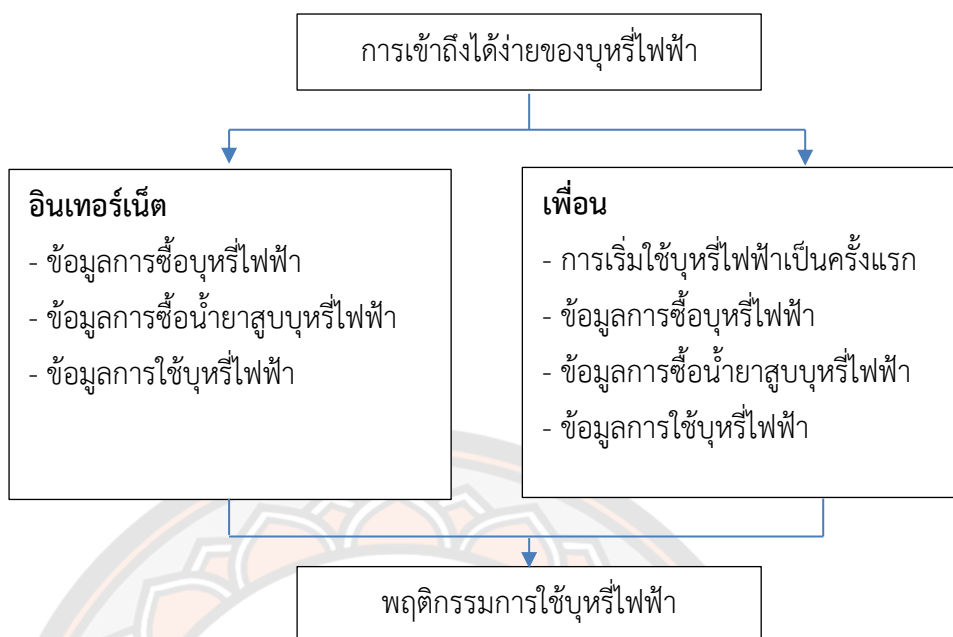 การเข้าถึงได้ง่ายของบุหรี่ไฟฟ้า
อินเทอร์เน็ต
- ข้อมูลการซื้อบุหรี่ไฟฟ้า
- ข้อมูลการซื้อน้ำยาสูบบุหรี่ไฟฟ้า
- ข้อมูลการใช้บุหรี่ไฟฟ้า
เพื่อน
- การเริ่มใช้บุหรี่ไฟฟ้าเป็นครั้งแรก
- ข้อมูลการซื้อบุหรี่ไฟฟ้า
- ข้อมูลการซื้อน้ำยาสูบบุหรี่ไฟฟ้า
- ข้อมูลการใช้บุหรี่ไฟฟ้า
พฤติกรรมการใช้บุหรี่ไฟฟ้า